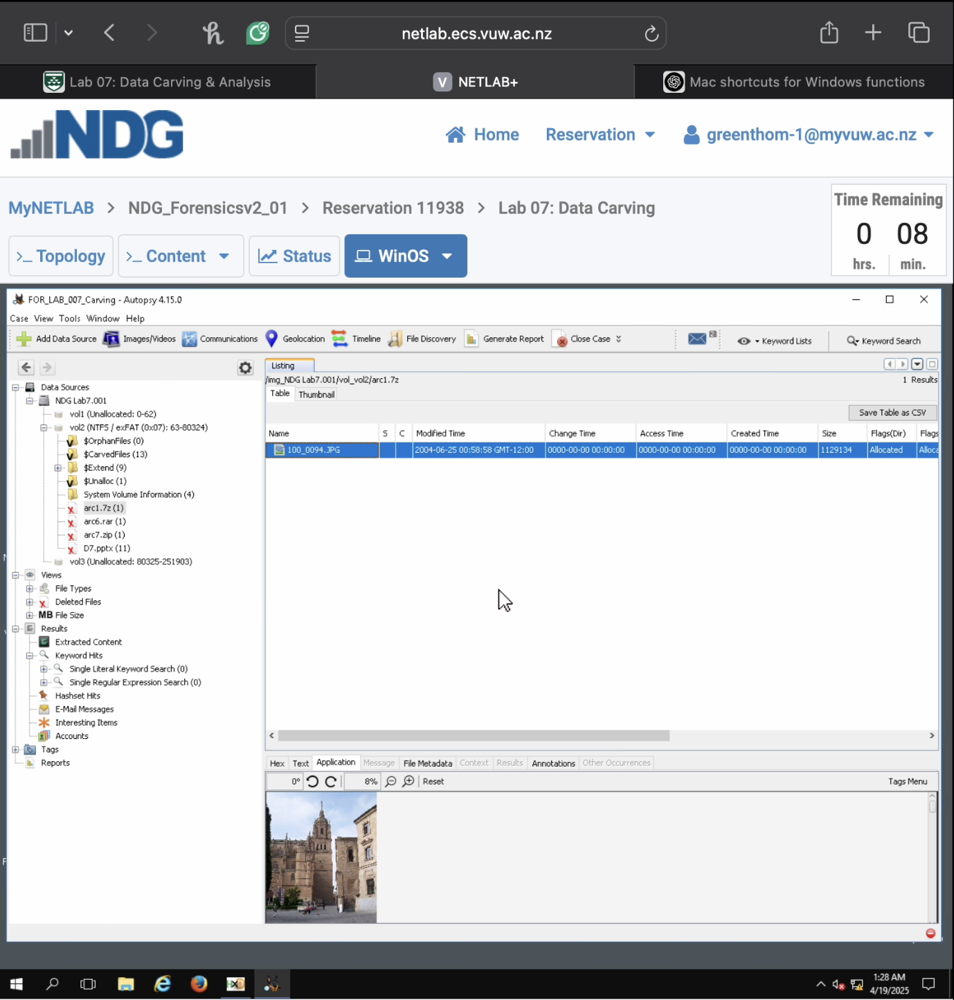 netlab.ecs.vuw.ac.nz
Lab 07: Data Carving & Analysis
V NETLAB+
Mac shortcuts for Windows functions
NDG
Home Reservation greenthom-1@myvuw.ac.nz
MyNETLAB > NDG_Forensicsv2_01 > Reservation 11938 > Lab 07: Data Carving
Time Remaining
0 08
hrs. min.
>_ Topology >_ Content Status WinOS
FOR_LAB_007_Carving - Autopsy 4.15.0
Case View Tools Window Help
Add Data Source Images/Videos Communications Geolocation Timeline File Discovery Generate Report Close Case 2 Keyword Lists Keyword Search
Listing
/img_NDG Lab7.001/vol_vol2/arc1.7z 1 Results
Table Thumbnail
Save Table as CSV
Name S C Modified Time Change Time Access Time Created Time Size Flags(Dir) Flags
100_0094.JPG 2004-06-25 00:58:58 GMT-12:00 0000-00-00 00:00:00 0000-00-00 00:00:00 0000-00-00 00:00:00 1129134 Allocated Alloca
Data Sources
NDG Lab7.001
vol1 (Unallocated: 0-62)
vol2 (NTFS / exFAT (0x07): 63-80324)
$OrphanFiles (0)
$CarvedFiles (13)
$Extend (9)
$Unalloc (1)
System Volume Information (4)
arc1.7z (1)
arc6.rar (1)
arc7.zip (1)
D7.pptx (11)
vol3 (Unallocated: 80325-251903)
Views
File Types
Deleted Files
MB File Size
Results
Extracted Content
Keyword Hits
Single Literal Keyword Search (0)
Single Regular Expression Search (0)
Hashset Hits
E-Mail Messages
Interesting Items
Accounts
Tags
Reports
Hex Text Application Message File Metadata Context Results Annotations Other Occurrences
0° 8% Reset Tags Menu
1:28 AM
4/19/2025